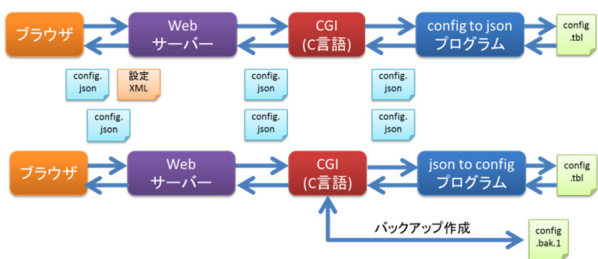 ブラウザ
Web
サーバー
CGI
(C言語)
config to json
プログラム
config
.tbl
config.
json
設定
XML
config.
json
config.
json
config.
json
config.
json
config.
json
ブラウザ
Web
サーバー
CGI
(C言語)
json to config
プログラム
config
.tbl
バックアップ作成
config
.bak.1